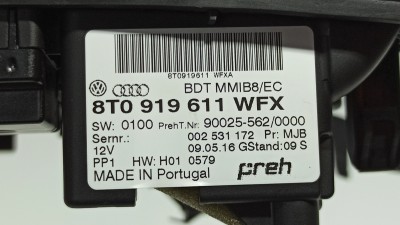 8T0919611 WFXA
BDT MMIB8/EC
8T0 919 611 WFX
SW: 0100 PrehT.Nr: 90025-562/0000
Sernr.: 002 531 172 Pr: MJB
12V 09.05.16 GStand: 09 S
PP1 HW: H01 0579
MADE IN Portugal preh